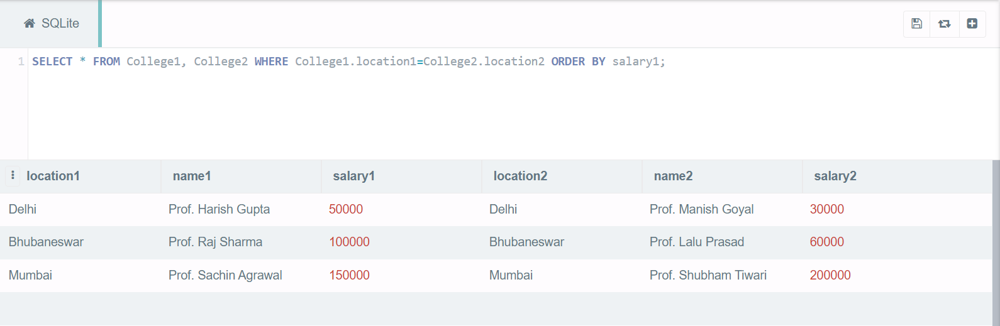 SQLite
1 SELECT * FROM College1, College2 WHERE College1.location1=College2.location2 ORDER BY salary1;
location1 name1 salary1 location2 name2 salary2
Delhi Prof. Harish Gupta 50000 Delhi Prof. Manish Goyal 30000
Bhubaneswar Prof. Raj Sharma 100000 Bhubaneswar Prof. Lalu Prasad 60000
Mumbai Prof. Sachin Agrawal 150000 Mumbai Prof. Shubham Tiwari 200000